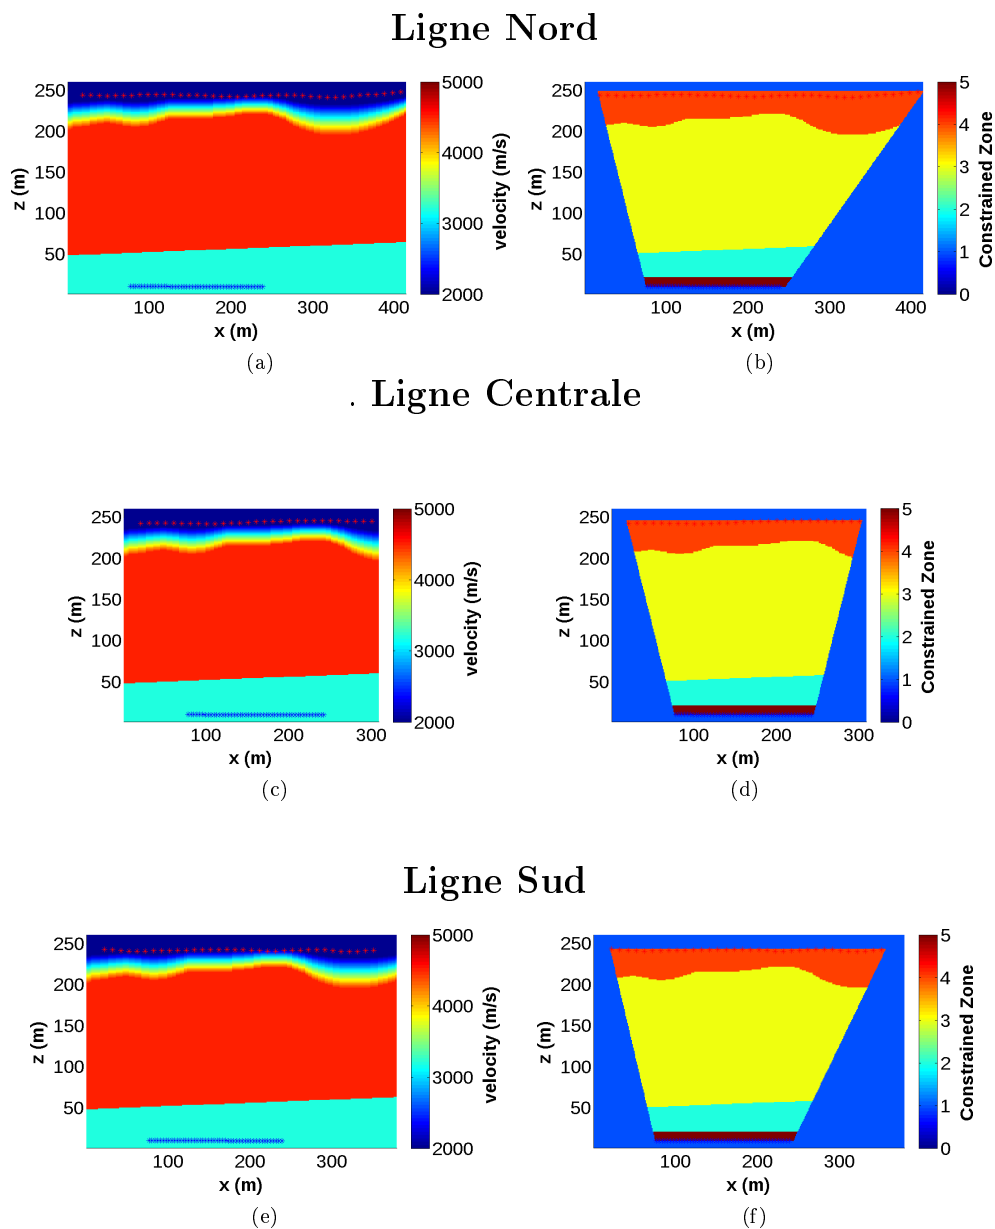 Ligne Nord
250
200
150
100
50
z (m)
100 200 300 400
x (m)
5000
4000
3000
2000
velocity (m/s)
(a)
250
200
150
100
50
z (m)
100 200 300 400
x (m)
5
4
3
2
1
0
Constrained Zone
(b)
. Ligne Centrale
250
200
150
100
50
z (m)
100 200 300
x (m)
5000
4000
3000
2000
velocity (m/s)
(c)
250
200
150
100
50
z (m)
100 200 300
x (m)
5
4
3
2
1
0
Constrained Zone
(d)
Ligne Sud
250
200
150
100
50
z (m)
100 200 300
x (m)
5000
4000
3000
2000
velocity (m/s)
(e)
250
200
150
100
50
z (m)
100 200 300
x (m)
5
4
3
2
1
0
Constrained Zone
(f)